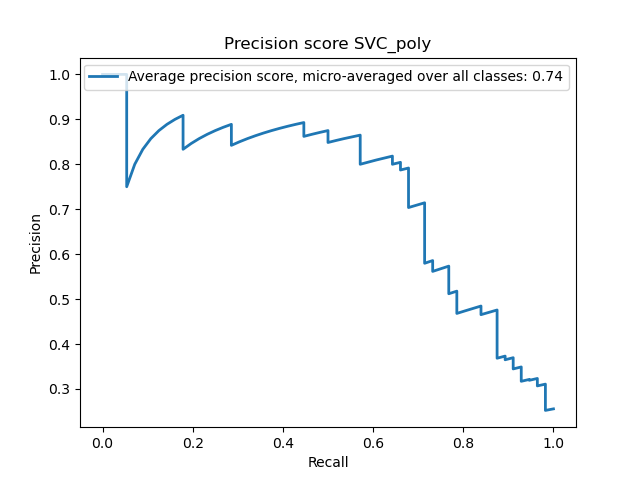 Precision score SVC_poly
Average precision score, micro-averaged over all classes: 0.74
1.0
0.9
0.8
0.7
0.6
0.5
0.4
0.3
Precision
0.0 0.2 0.4 0.6 0.8 1.0
Recall